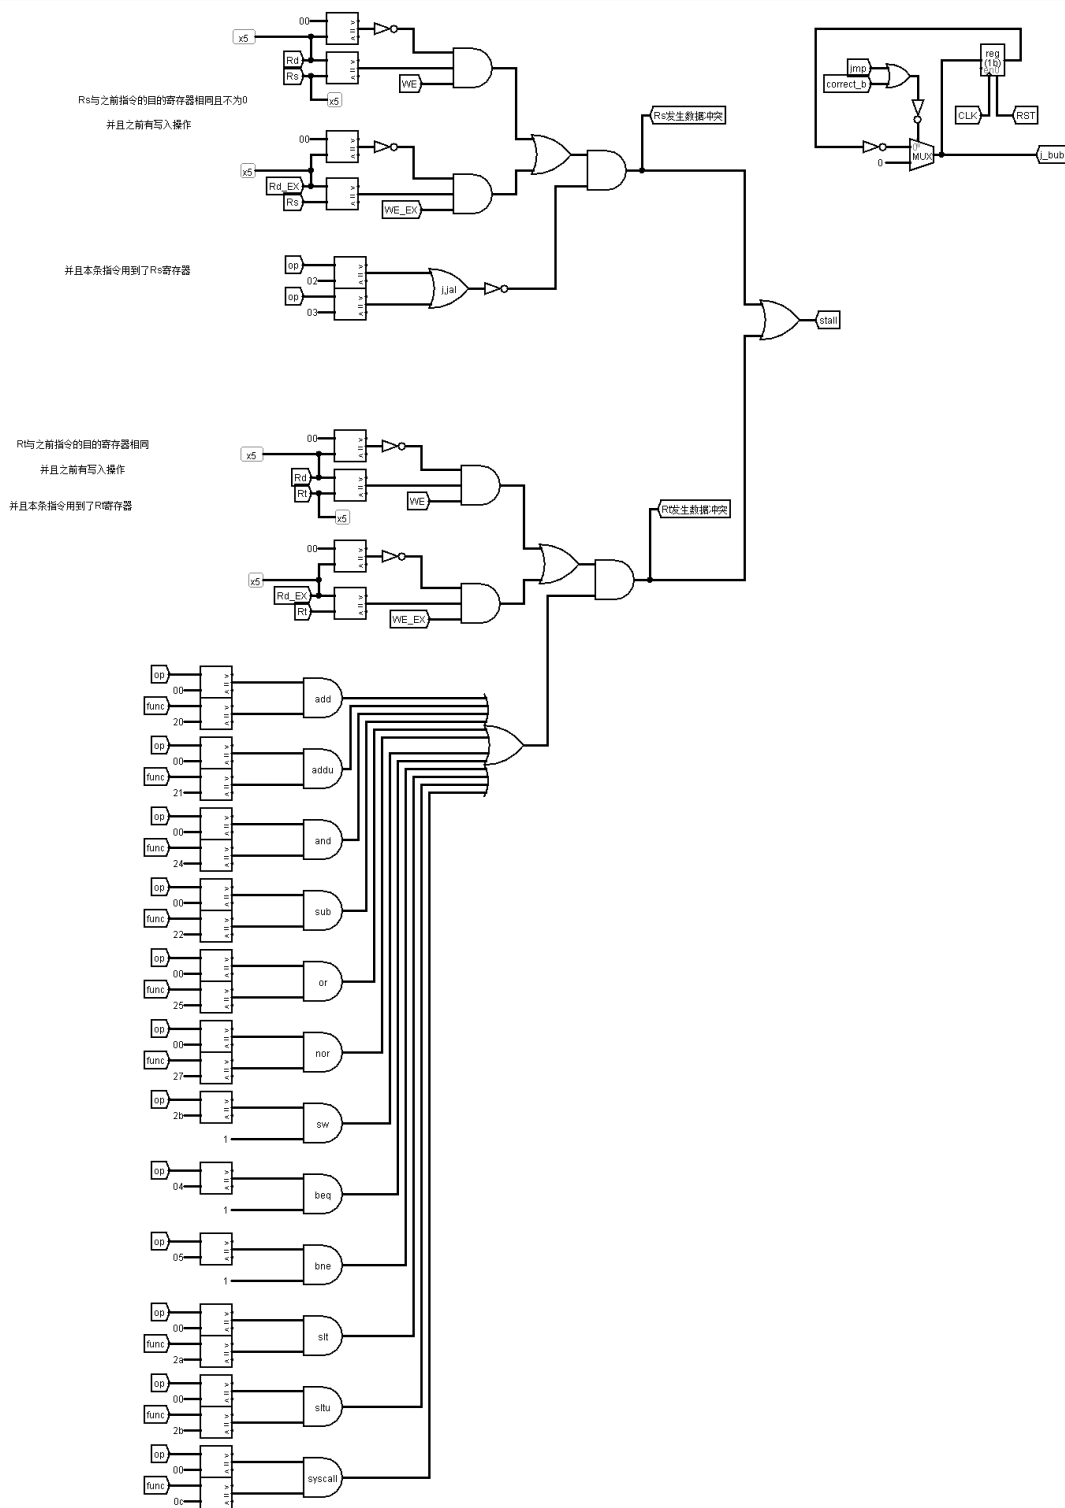 00
x5
Rd
Rs
x5
WE
Rs与之前指令的目的寄存器相同且不为0
并且之前有写入操作
00
x5
Rd_EX
Rs
WE_EX
Rs发生数据冲突
并且本条指令用到了Rs寄存器
op
02
op
03
j,jal
stall
jmp
correct_b
reg
(1b)
en0
CLK
RST
0
MUX
0
j_bub
Rt与之前指令的目的寄存器相同
并且之前有写入操作
并且本条指令用到了Rt寄存器
00
x5
Rd
Rt
x5
WE
00
x5
Rd_EX
Rt
WE_EX
Rt发生数据冲突
op
00
func
20
add
op
00
func
21
addu
op
00
func
24
and
op
00
func
22
sub
op
00
func
25
or
op
00
func
27
nor
op
2b
1
sw
op
04
1
beq
op
05
1
bne
op
00
func
2a
slt
op
00
func
2b
sltu
op
00
func
0c
syscall